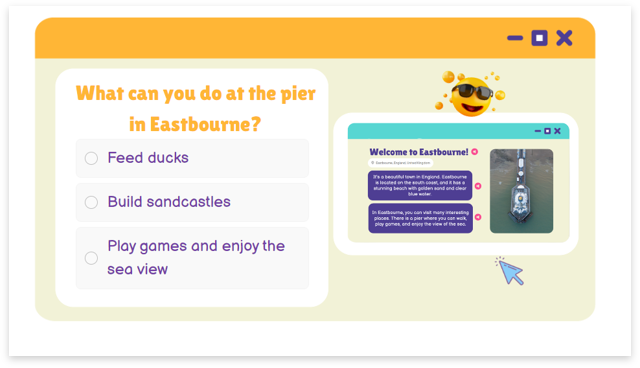 What can you do at the pier
in Eastbourne?
Feed ducks
Build sandcastles
Play games and enjoy the
sea view
Welcome to Eastbourne!
It's a beautiful town in England. Eastbourne
is located on the south coast, and it has a
stunning beach with golden sand and clear
blue water.
In Eastbourne, you can visit many interesting
places. There is a pier where you can walk,
play games, and enjoy the view of the sea.